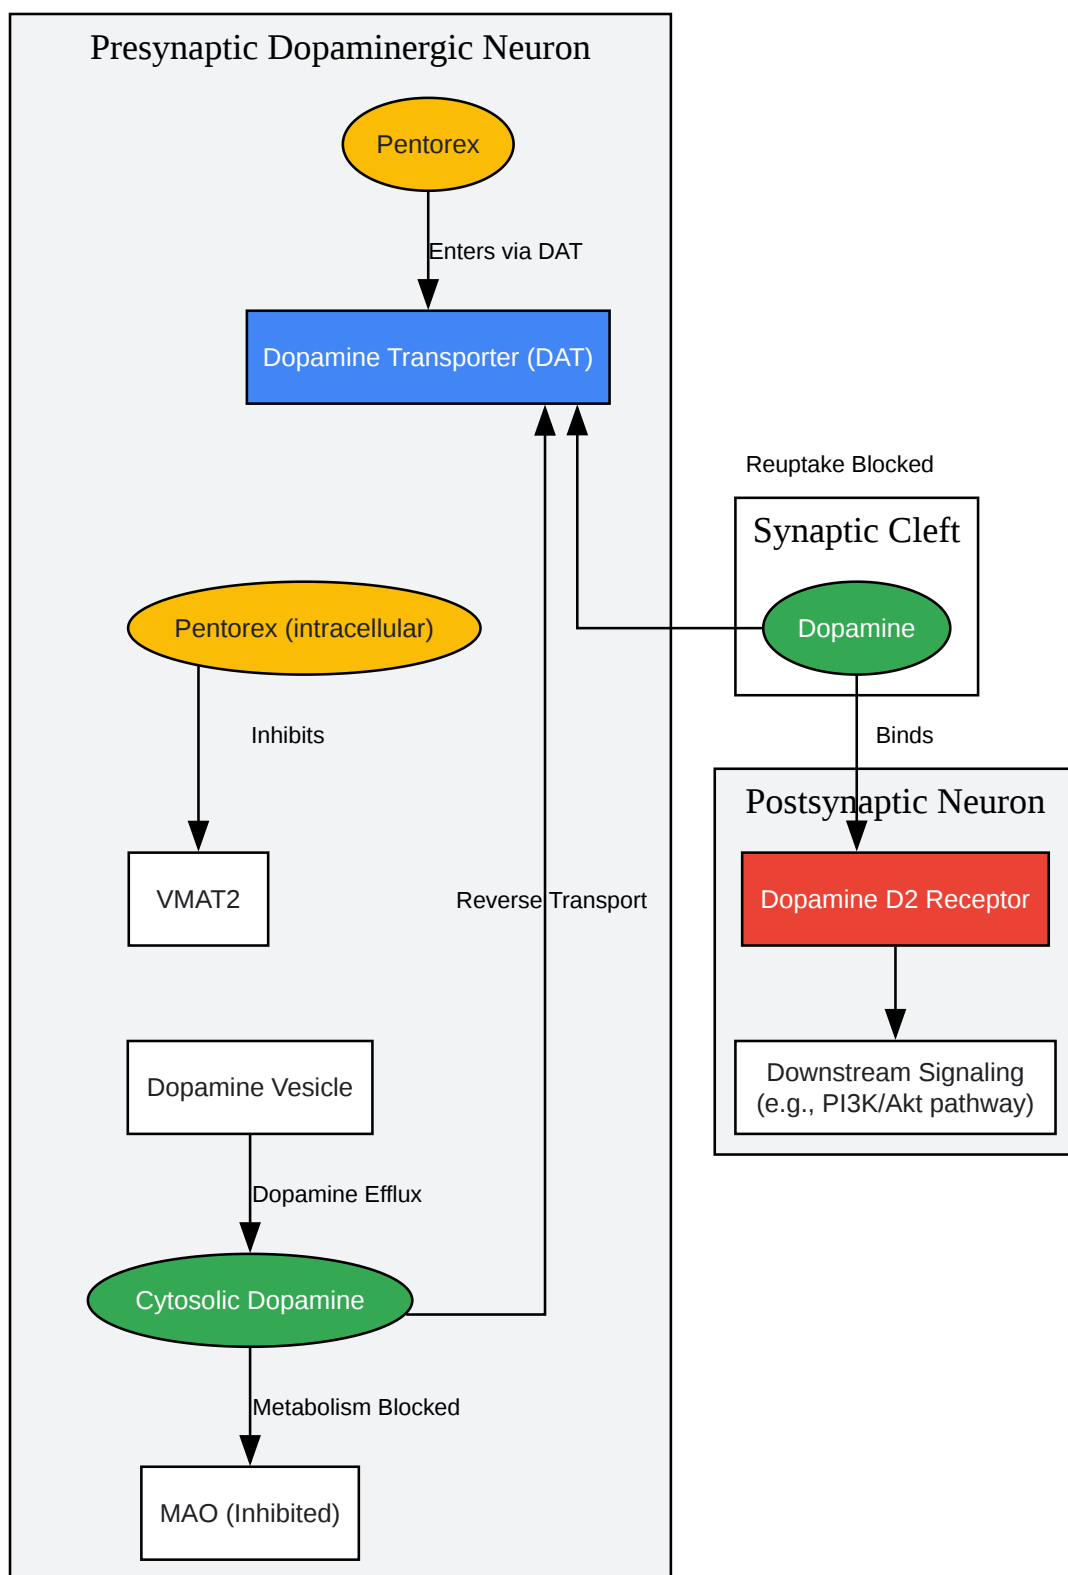 Presynaptic Dopaminergic Neuron
Pentorex
Enters via DAT
Dopamine Transporter (DAT)
Reuptake Blocked
Synaptic Cleft
Pentorex (intracellular)
Dopamine
Inhibits
Binds
Postsynaptic Neuron
VMAT2
Reverse Transport
Dopamine D2 Receptor
Dopamine Vesicle
Downstream Signaling
(e.g., PI3K/Akt pathway)
Dopamine Efflux
Cytosolic Dopamine
Metabolism Blocked
MAO (Inhibited)